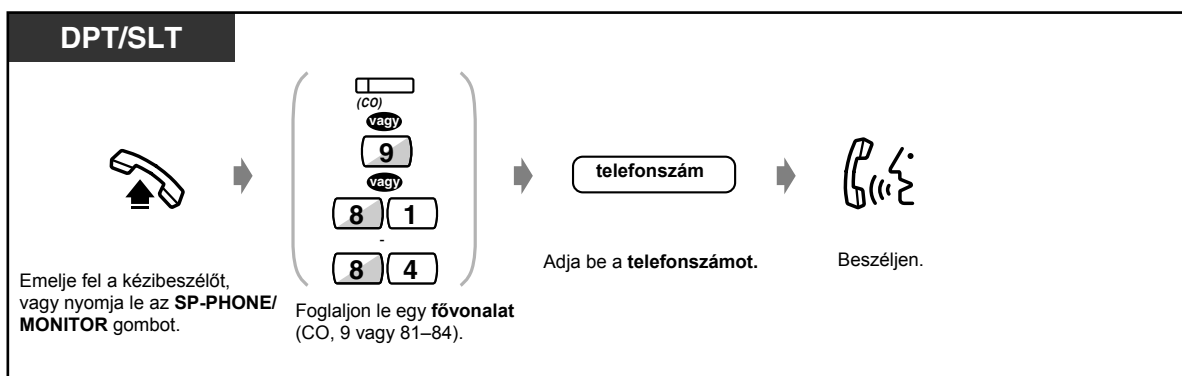 DPT/SLT
(CO)
vagy
9
vagy
8 1
-
8 4
telefonszám
Emelje fel a kézibeszélőt,
vagy nyomja le az SP-PHONE/
MONITOR gombot.
Foglaljon le egy fővonalat
(CO, 9 vagy 81–84).
Adja be a telefonszámot.
Beszéljen.